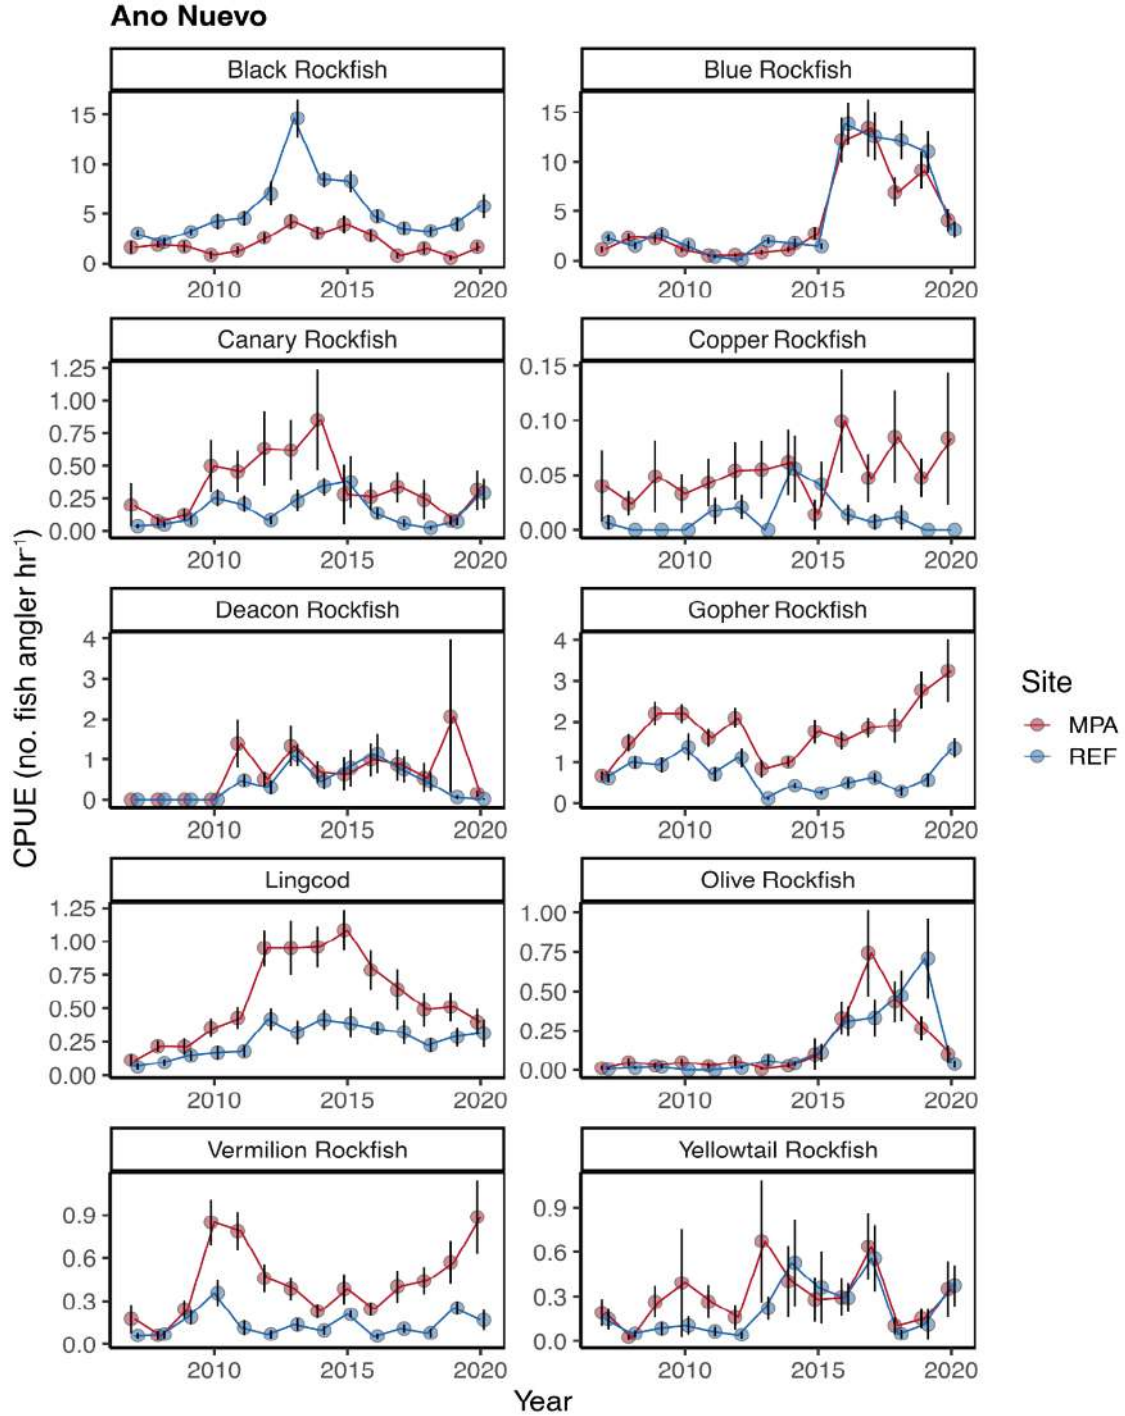 Ano Nuevo
Black Rockfish
Blue Rockfish
15
10
5
0
15
10
5
0
2010 2015 2020
2010 2015 2020
Canary Rockfish
Copper Rockfish
1.25
1.00
0.75
0.50
0.25
0.00
0.15
0.10
0.05
0.00
2010 2015 2020
2010 2015 2020
CPUE (no. fish angler hr⁻¹)
Deacon Rockfish
Gopher Rockfish
4
3
2
1
0
4
3
2
1
0
2010 2015 2020
2010 2015 2020
Site
MPA
REF
Lingcod
Olive Rockfish
1.25
1.00
0.75
0.50
0.25
0.00
1.00
0.75
0.50
0.25
0.00
2010 2015 2020
2010 2015 2020
Vermilion Rockfish
Yellowtail Rockfish
0.9
0.6
0.3
0.0
0.9
0.6
0.3
0.0
2010 2015 2020
2010 2015 2020
Year